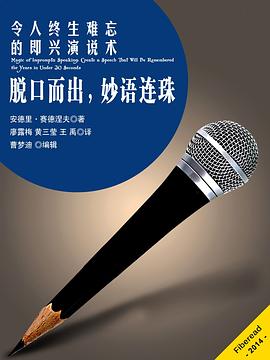 令人终生难忘
的即兴演说术
Magic of Impromptu Speaking: Create a Speech That Will Be Remembered
for Years in Under 30 Seconds
脱口而出，妙语连珠
安德里·赛德涅夫◎著
廖露梅 黄三莹 王禹◎译
曹梦迪 ◎编辑
Fiberead
- 2014 -